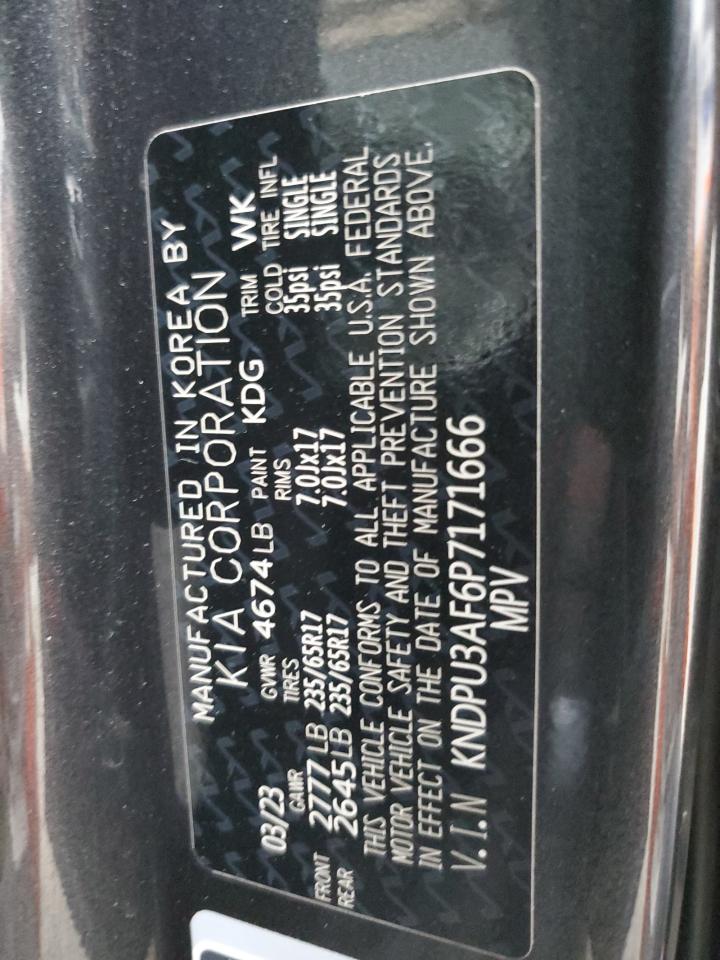 MANUFACTURED IN KOREA BY
KIA CORPORATION
03/23 GVWR 4674LB PAINT KDG TRIM WK
GAWR TIRES RIMS COLD TIRE INFL
FRONT 2777 LB 235/65R17 7.0Jx17 35psi SINGLE
REAR 2645LB 235/65R17 7.0Jx17 35psi SINGLE
THIS VEHICLE CONFORMS TO ALL APPLICABLE U.S.A. FEDERAL
MOTOR VEHICLE SAFETY AND THEFT PREVENTION STANDARDS
IN EFFECT ON THE DATE OF MANUFACTURE SHOWN ABOVE.
V.I.N KNDPU3AF6P7171666
MPV